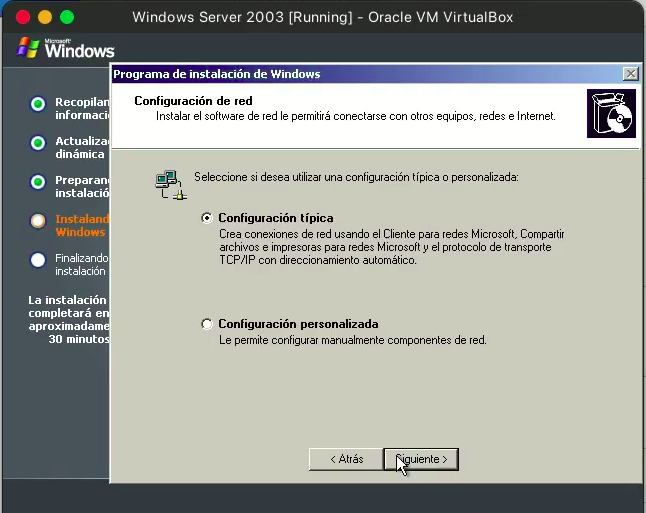 Windows Server 2003 [Running] - Oracle VM VirtualBox
Microsoft
Windows
Programa de instalación de Windows
Configuración de red
Instalar el software de red le permitirá conectarse con otros equipos, redes e Internet.
Recopilan
informaci
Actualiza
dinámica
Preparan
instalació
Instaland
Windows
Finalizando
instalación
La instalación
completará en
aproximadame
30 minutos
Seleccione si desea utilizar una configuración típica o personalizada:
Configuración típica
Crea conexiones de red usando el Cliente para redes Microsoft, Compartir
archivos e impresoras para redes Microsoft y el protocolo de transporte
TCP/IP con direccionamiento automático.
Configuración personalizada
Le permite configurar manualmente componentes de red.
< Atrás
Siguiente >